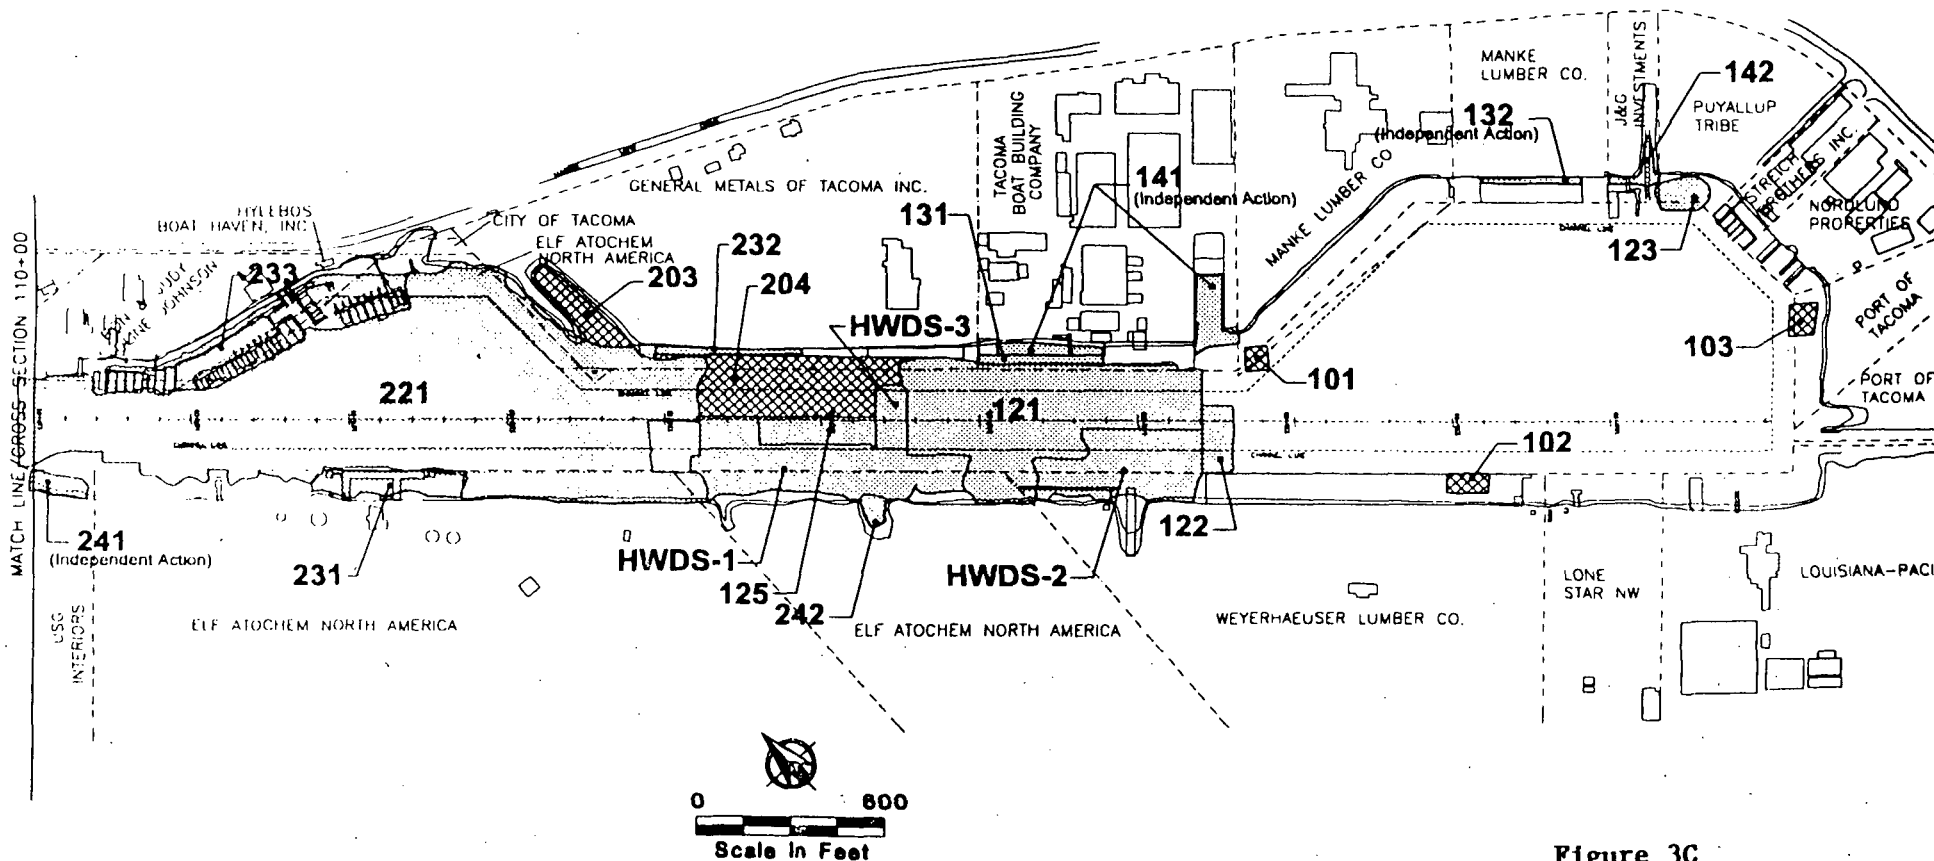 MATCH LINE/CROSS SECTION 110+00
HYLEBOS
BOAT HAVEN, INC
CITY OF TACOMA
ELF ATOCHEM
NORTH AMERICA
GENERAL METALS OF TACOMA INC.
TACOMA
BOAT BUILDING
COMPANY
MANKE LUMBER CO
MANKE
LUMBER CO.
J&G
INVESTMENTS
PUYALLUP
TRIBE
STRETCH
BROTHERS INC.
NORDLUND
PROPERTIES
PORT OF
TACOMA
PORT OF
TACOMA
JUDY
JOHNSON
233
203
232
204
HWDS-3
131
141
(Independent Action)
132
(Independent Action)
142
123
103
101
102
221
121
122
241
(Independent Action)
231
HWDS-1
125
242
HWDS-2
CHANNEL LINE
USG
INTERIORS
ELF ATOCHEM NORTH AMERICA
ELF ATOCHEM NORTH AMERICA
WEYERHAEUSER LUMBER CO.
LONE
STAR NW
LOUISIANA-PACI
0 600
Scale In Feet
Figure 3C